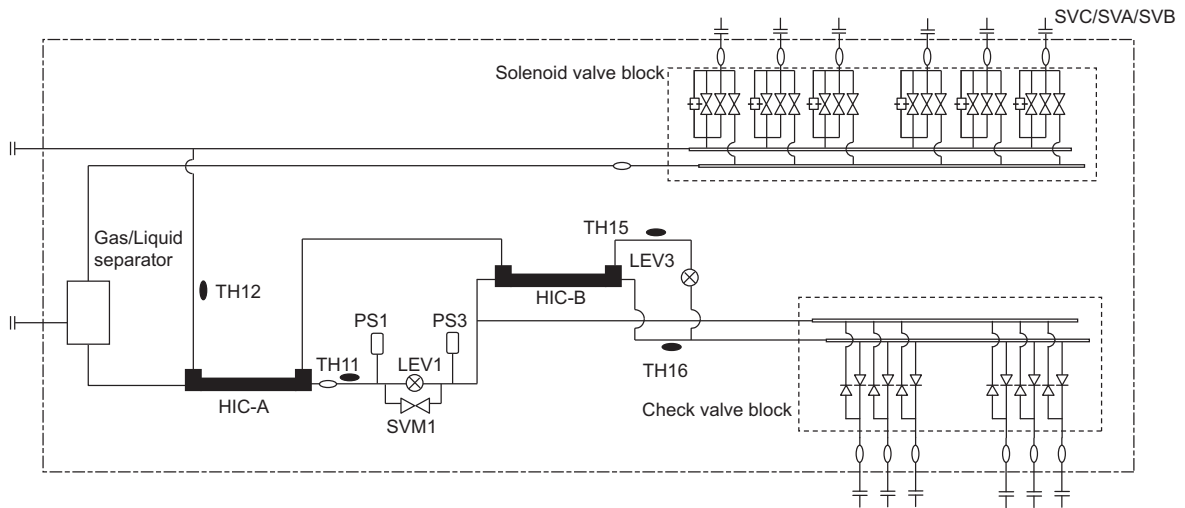 SVC/SVA/SVB
Solenoid valve block
Gas/Liquid
separator
TH15
LEV3
TH12
HIC-B
PS1
PS3
TH11
LEV1
TH16
HIC-A
SVM1
Check valve block